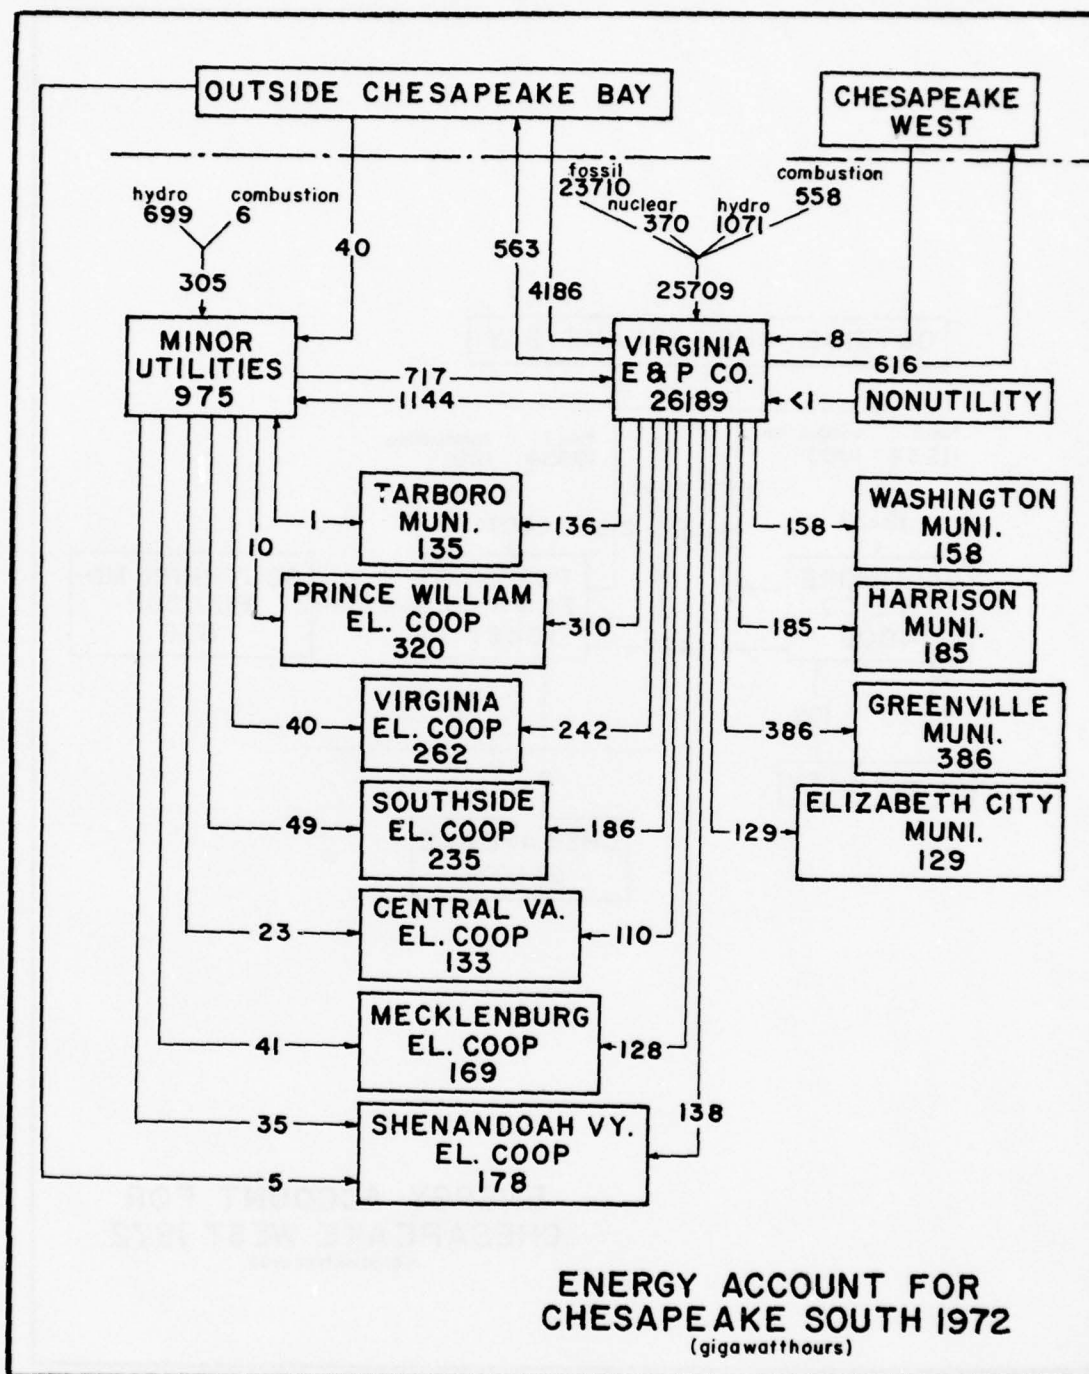 OUTSIDE CHESAPEAKE BAY
CHESAPEAKE
WEST
hydro
699
combustion
6
40
563
4186
fossil
23710
nuclear
370
hydro
1071
combustion
558
305
25709
8
616
MINOR
UTILITIES
975
717
1144
VIRGINIA
E & P CO.
26189
<1
NONUTILITY
1
TARBORO
MUNI.
135
136
158
WASHINGTON
MUNI.
158
10
PRINCE WILLIAM
EL. COOP
320
310
185
HARRISON
MUNI.
185
40
VIRGINIA
EL. COOP
262
242
386
GREENVILLE
MUNI.
386
49
SOUTHSIDE
EL. COOP
235
186
129
ELIZABETH CITY
MUNI.
129
23
CENTRAL VA.
EL. COOP
133
110
41
MECKLENBURG
EL. COOP
169
128
35
SHENANDOAH VY.
EL. COOP
178
138
5
ENERGY ACCOUNT FOR
CHESAPEAKE SOUTH 1972
(gigawatthours)